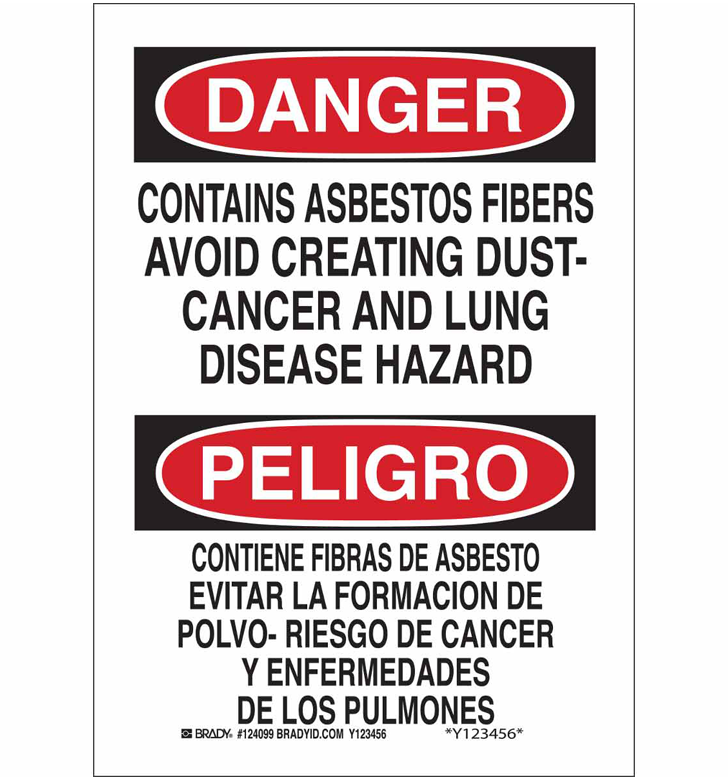 DANGER
CONTAINS ASBESTOS FIBERS
AVOID CREATING DUST-
CANCER AND LUNG
DISEASE HAZARD
PELIGRO
CONTIENE FIBRAS DE ASBESTO
EVITAR LA FORMACION DE
POLVO- RIESGO DE CANCER
Y ENFERMEDADES
DE LOS PULMONES
BRADY® #124099 BRADYID.COM Y123456 *Y123456*